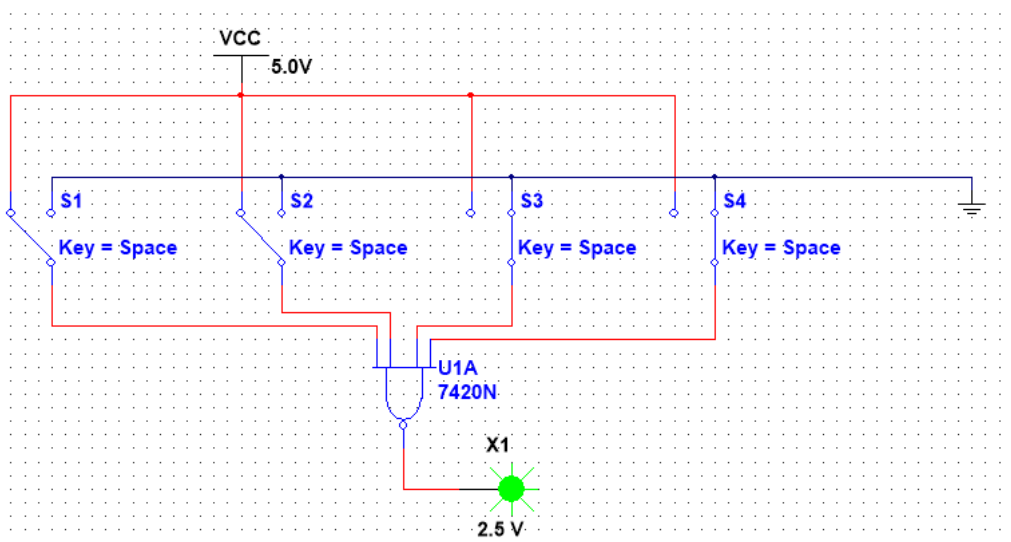 VCC
5.0V
S1
S2
S3
S4
Key = Space
Key = Space
Key = Space
Key = Space
U1A
7420N
X1
2.5 V